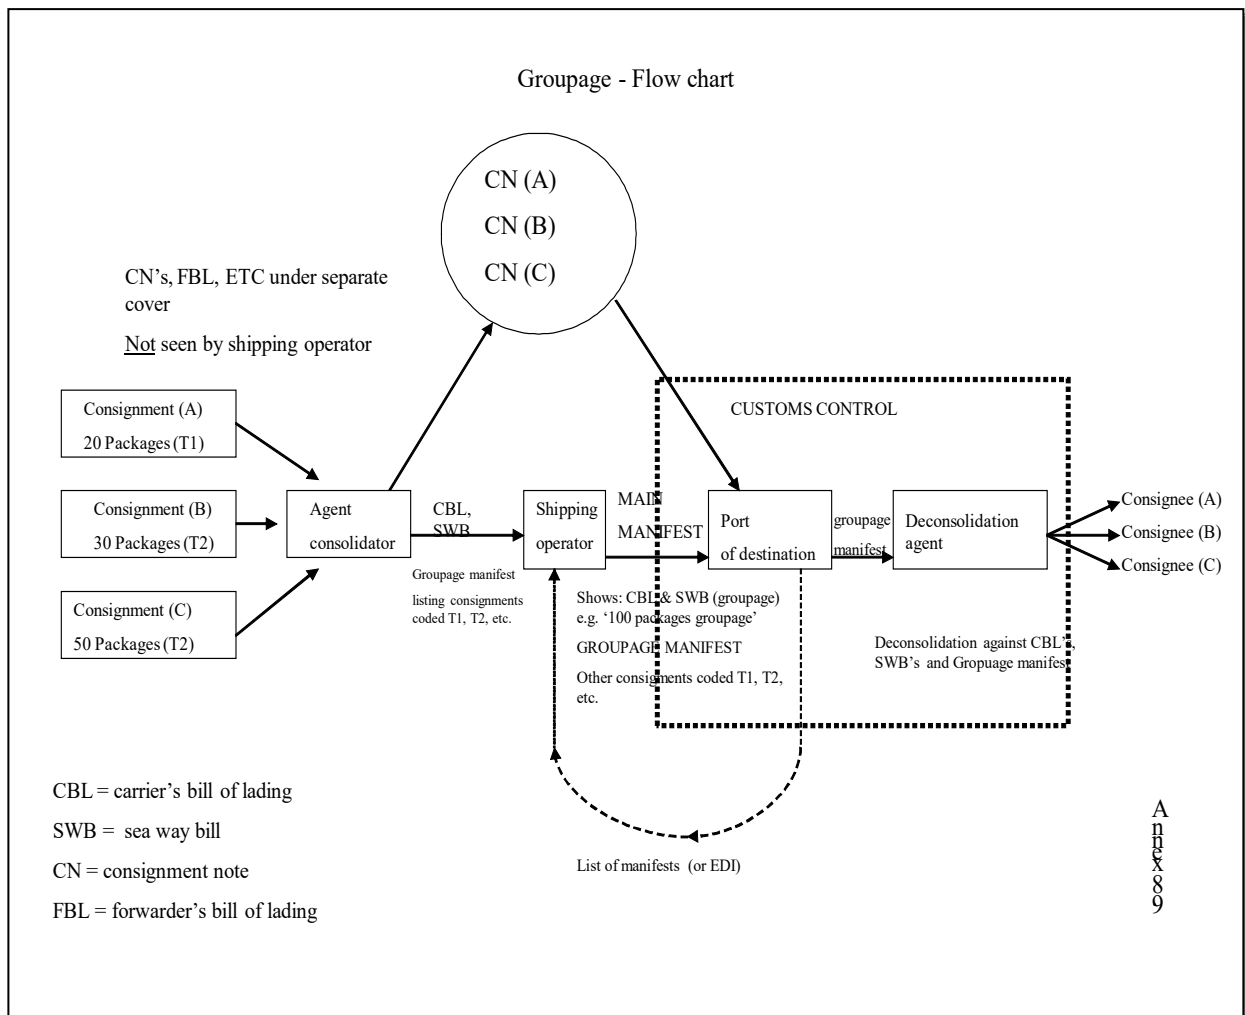 Groupage - Flow chart
CN (A)
CN (B)
CN (C)
CN's, FBL, ETC under separate
cover
Not seen by shipping operator
Consignment (A)
20 Packages (T1)
Consignment (B)
30 Packages (T2)
Consignment (C)
50 Packages (T2)
Agent
consolidator
CBL,
SWB
Groupage manifest
listing consignments
coded T1, T2, etc.
Shipping
operator
MAIN
MANIFEST
Shows: CBL & SWB (groupage)
e.g. ‘100 packages groupage’
GROUPAGE MANIFEST
Other consigments coded T1, T2,
etc.
CUSTOMS CONTROL
Port
of destination
groupage
manifest
Deconsolidation
agent
Deconsolidation against CBL's,
SWB's and Gropuage manifest
Consignee (A)
Consignee (B)
Consignee (C)
List of manifests (or EDI)
CBL = carrier's bill of lading
SWB = sea way bill
CN = consignment note
FBL = forwarder's bill of lading
Annex89